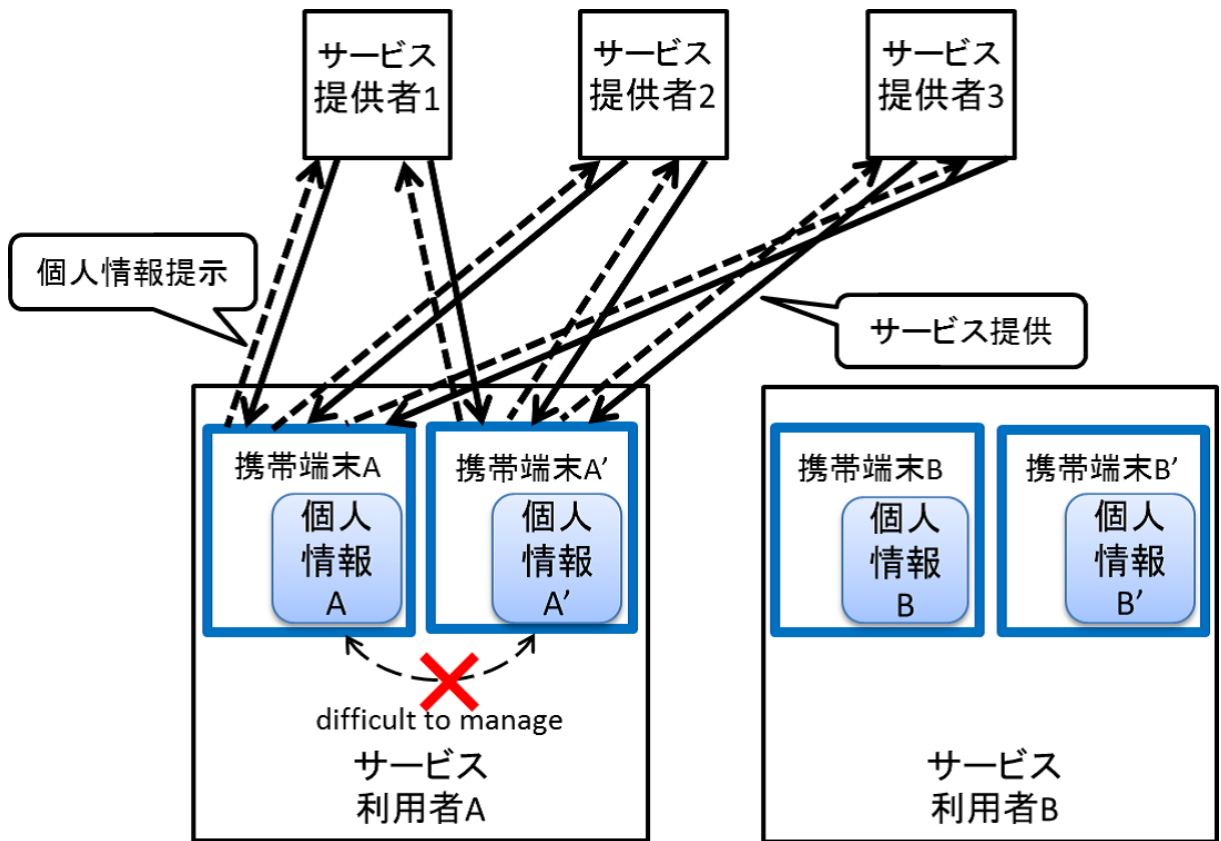 サービス
提供者1
サービス
提供者2
サービス
提供者3
個人情報提示
サービス提供
携帯端末A
個人
情報
A
携帯端末A’
個人
情報
A’
difficult to manage
サービス
利用者A
携帯端末B
個人
情報
B
携帯端末B’
個人
情報
B’
サービス
利用者B